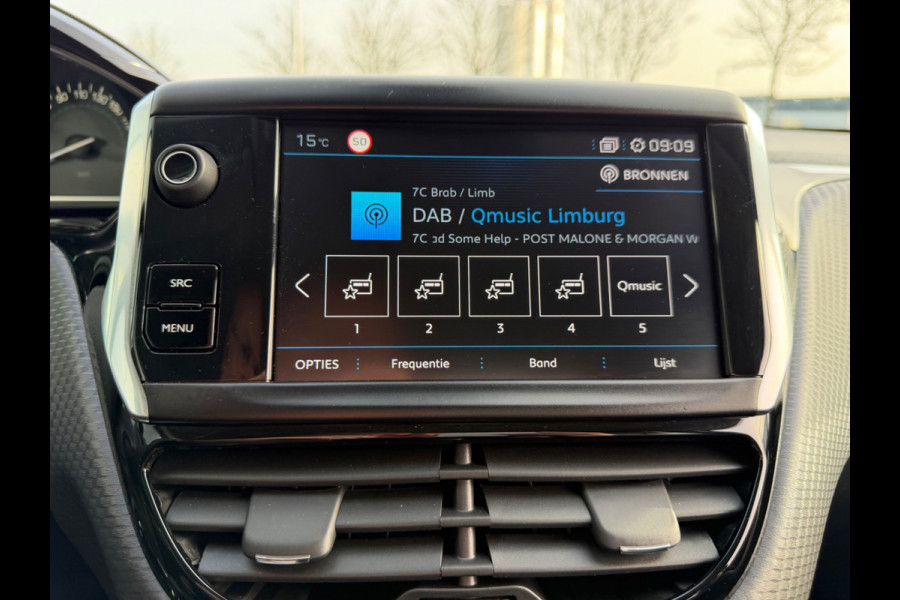 15°C 50 09:09
BRONNEN
7C Brab / Limb
DAB / Qmusic Limburg
7C ɔd Some Help - POST MALONE & MORGAN W
SRC
MENU
Qmusic
1 2 3 4 5
OPTIES Frequentie Band Lijst